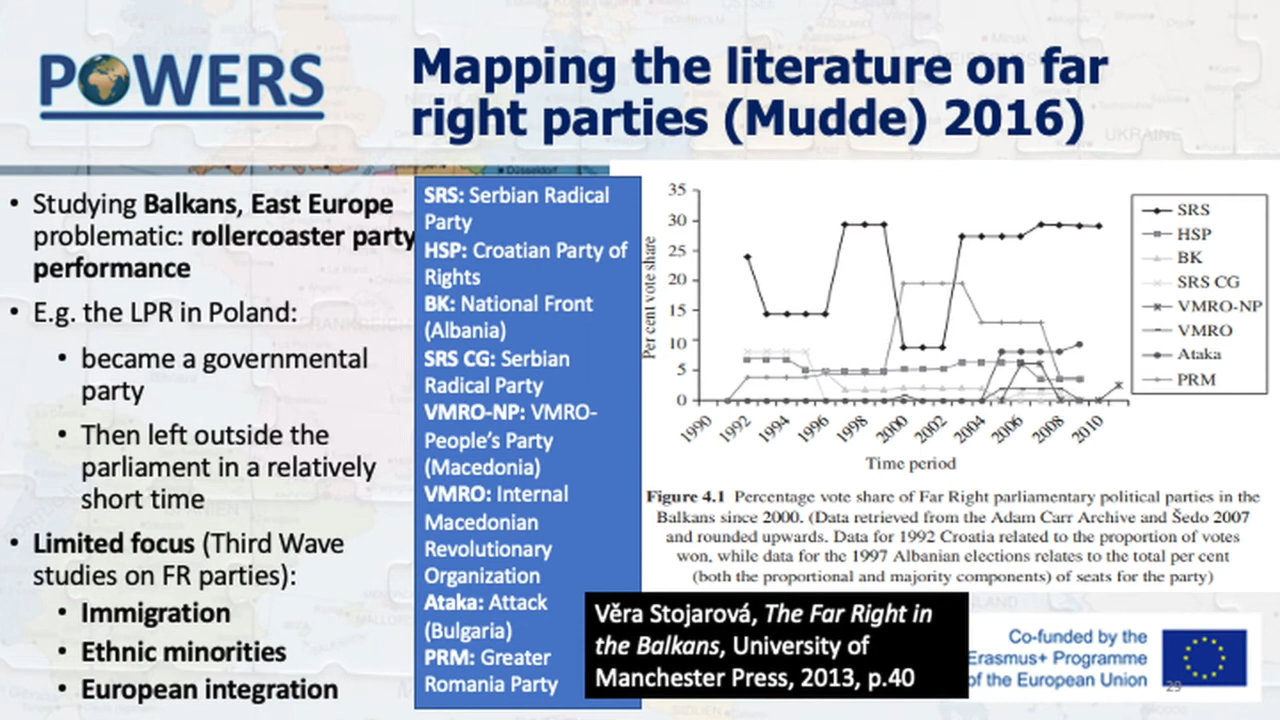 POWERS
Mapping the literature on far
right parties (Mudde) 2016)
• Studying Balkans, East Europe
problematic: rollercoaster party
performance
• E.g. the LPR in Poland:
• became a governmental
party
• Then left outside the
parliament in a relatively
short time
• Limited focus (Third Wave
studies on FR parties):
• Immigration
• Ethnic minorities
• European integration
SRS: Serbian Radical
Party
HSP: Croatian Party of
Rights
BK: National Front
(Albania)
SRS CG: Serbian
Radical Party
VMRO-NP: VMRO-
People's Party
(Macedonia)
VMRO: Internal
Macedonian
Revolutionary
Organization
Ataka: Attack
(Bulgaria)
PRM: Greater
Romania Party
Per cent vote share
35
30
25
20
15
10
5
0
1990
1992
1994
1996
1998
2000
2002
2004
2006
2008
2010
Time period
SRS
HSP
BK
SRS CG
VMRO-NP
VMRO
Ataka
PRM
Figure 4.1 Percentage vote share of Far Right parliamentary political parties in the
Balkans since 2000. (Data retrieved from the Adam Carr Archive and Šedo 2007
and rounded upwards. Data for 1992 Croatia related to the proportion of votes
won, while data for the 1997 Albanian elections relates to the total per cent
(both the proportional and majority components) of seats for the party)
Věra Stojarová, The Far Right in
the Balkans, University of
Manchester Press, 2013, p.40
Co-funded by the
Erasmus+ Programme
of the European Union
29
UKRAINE
Düsseldorf